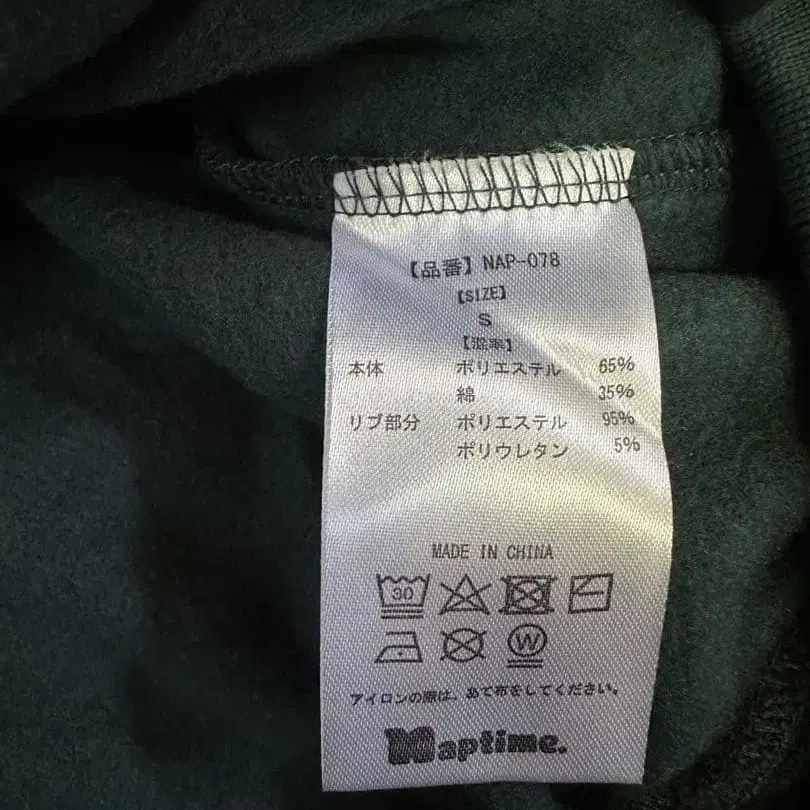 【品番】NAP-078
【SIZE】
S
【混率】
本体 ポリエステル 65%
綿 35%
リブ部分 ポリエステル 95%
ポリウレタン 5%
MADE IN CHINA
30
W
アイロンの際は、あて布をしてください。
Naptime.